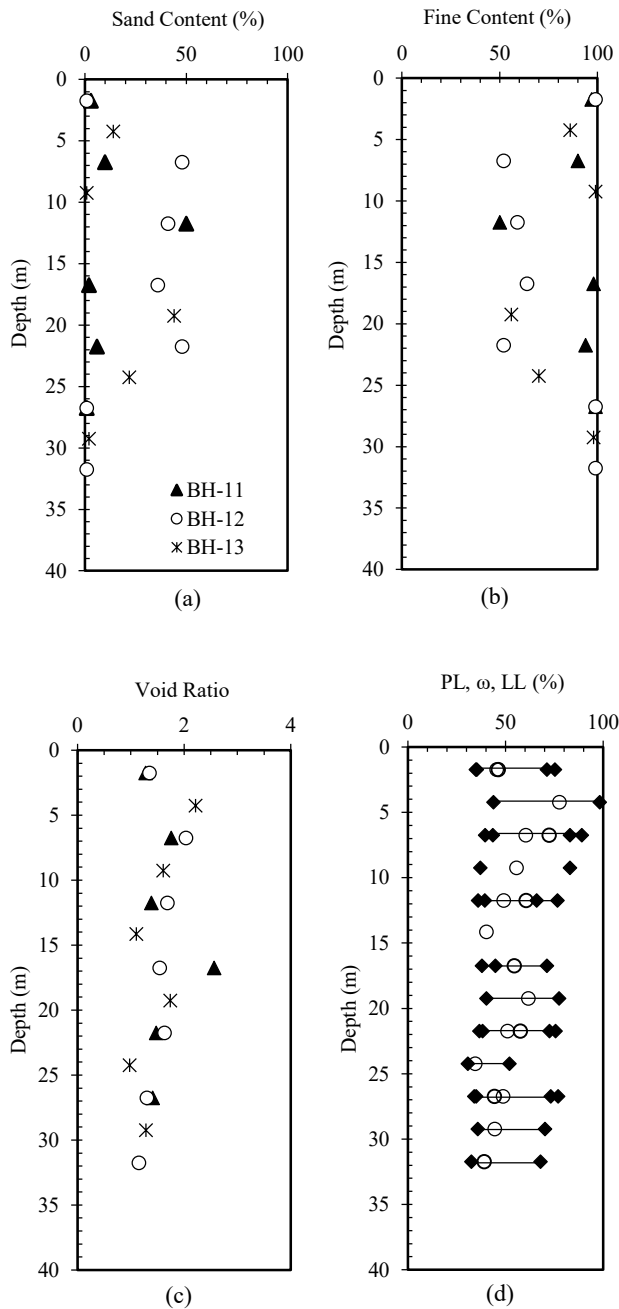 Sand Content (%)
0 50 100
0
5
10
15
20
25
30
35
40
Depth (m)
BH-11
BH-12
BH-13
(a)
Fine Content (%)
0 50 100
0
5
10
15
20
25
30
35
40
Depth (m)
(b)
Void Ratio
0 2 4
0
5
10
15
20
25
30
35
40
Depth (m)
(c)
PL, ω, LL (%)
0 50 100
0
5
10
15
20
25
30
35
40
Depth (m)
(d)